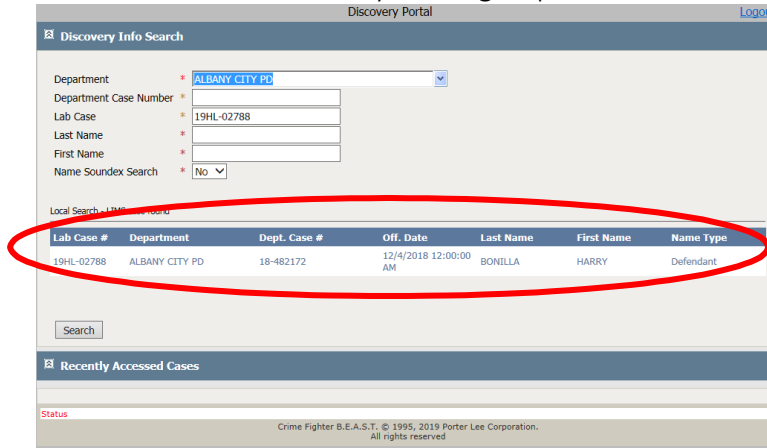 Discovery Portal Logou
Discovery Info Search
Department * ALBANY CITY PD
Department Case Number *
Lab Case * 19HL-02788
Last Name *
First Name *
Name Soundex Search * No
Local Search - found
Lab Case # Department Dept. Case # Off. Date Last Name First Name Name Type
19HL-02788 ALBANY CITY PD 18-482172 12/4/2018 12:00:00 AM BONILLA HARRY Defendant
Search
Recently Accessed Cases
Status
Crime Fighter B.E.A.S.T. © 1995, 2019 Porter Lee Corporation.
All rights reserved